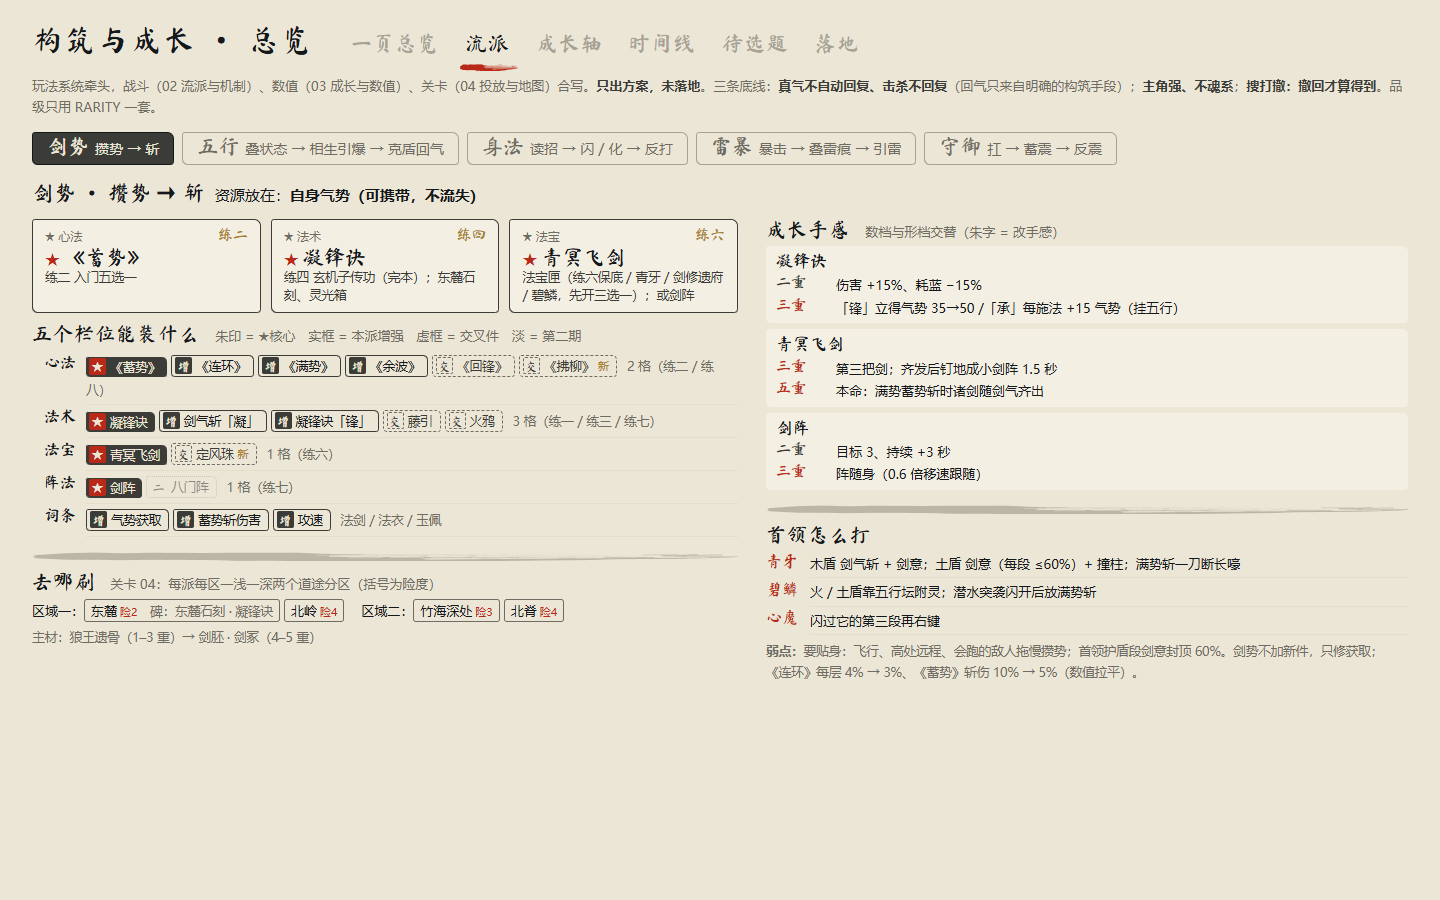 构筑与成长 · 总览
一页总览 流派 成长轴 时间线 待选题 落地
玩法系统牵头，战斗（02 流派与机制）、数值（03 成长与数值）、关卡（04 投放与地图）合写。只出方案，未落地。三条底线：真气不自动回复、击杀不回复（回气只来自明确的构筑手段）；主角强、不魂系；搜打撤：撤回才算得到。品
级只用 RARITY 一套。
剑势 攒势 → 斩
五行 叠状态 → 相生引爆 → 克盾回气
身法 读招 → 闪 / 化 → 反打
雷暴 暴击 → 叠雷痕 → 引雷
守御 扛 → 蓄震 → 反震
剑势 · 攒势 → 斩 资源放在：自身气势（可携带，不流失）
★ 心法 练二
★ 《蓄势》
练二 入门五选一
★ 法术 练四
★ 凝锋诀
练四 玄机子传功（完本）；东麓石
刻、灵光箱
★ 法宝 练六
★ 青冥飞剑
法宝匣（练六保底 / 青牙 / 剑修遗府
/ 碧鳞，先开三选一）；或剑阵
五个栏位能装什么 朱印 = ★核心 实框 = 本派增强 虚框 = 交叉件 淡 = 第二期
心法 ★ 《蓄势》 增 《连环》 增 《满势》 增 《余波》 交 《回锋》 交 《拂柳》 新 2 格（练二 / 练
八）
法术 ★ 凝锋诀 增 剑气斩「凝」 增 凝锋诀「锋」 交 藤引 交 火鸦 3 格（练一 / 练三 / 练七）
法宝 ★ 青冥飞剑 交 定风珠 新 1 格（练六）
阵法 ★ 剑阵 二 八门阵 1 格（练七）
词条 增 气势获取 增 蓄势斩伤害 增 攻速 法剑 / 法衣 / 玉佩
去哪刷 关卡 04：每派每区一浅一深两个道途分区（括号为险度）
区域一： 东麓 险2 碑：东麓石刻 · 凝锋诀 北岭 险4 区域二： 竹海深处 险3 北脊 险4
主材：狼王遗骨（1–3 重）→ 剑胚 · 剑冢（4–5 重）
成长手感 数档与形档交替（朱字 = 改手感）
凝锋诀
二重 伤害 +15%、耗蓝 −15%
三重 「锋」立得气势 35→50 /「承」每施法 +15 气势（挂五行）
青冥飞剑
三重 第三把剑；齐发后钉地成小剑阵 1.5 秒
五重 本命：满势蓄势斩时诸剑随剑气齐出
剑阵
二重 目标 3、持续 +3 秒
三重 阵随身（0.6 倍移速跟随）
首领怎么打
青牙 木盾 剑气斩 + 剑意；土盾 剑意（每段 ≤60%）+ 撞柱；满势斩一刀断长嚎
碧鳞 火 / 土盾靠五行坛附灵；潜水突袭闪开后放满势斩
心魔 闪过它的第三段再右键
弱点：要贴身：飞行、高处远程、会跑的敌人拖慢攒势；首领护盾段剑意封顶 60%。剑势不加新件，只修获取；
《连环》每层 4% → 3%、《蓄势》斩伤 10% → 5%（数值拉平）。